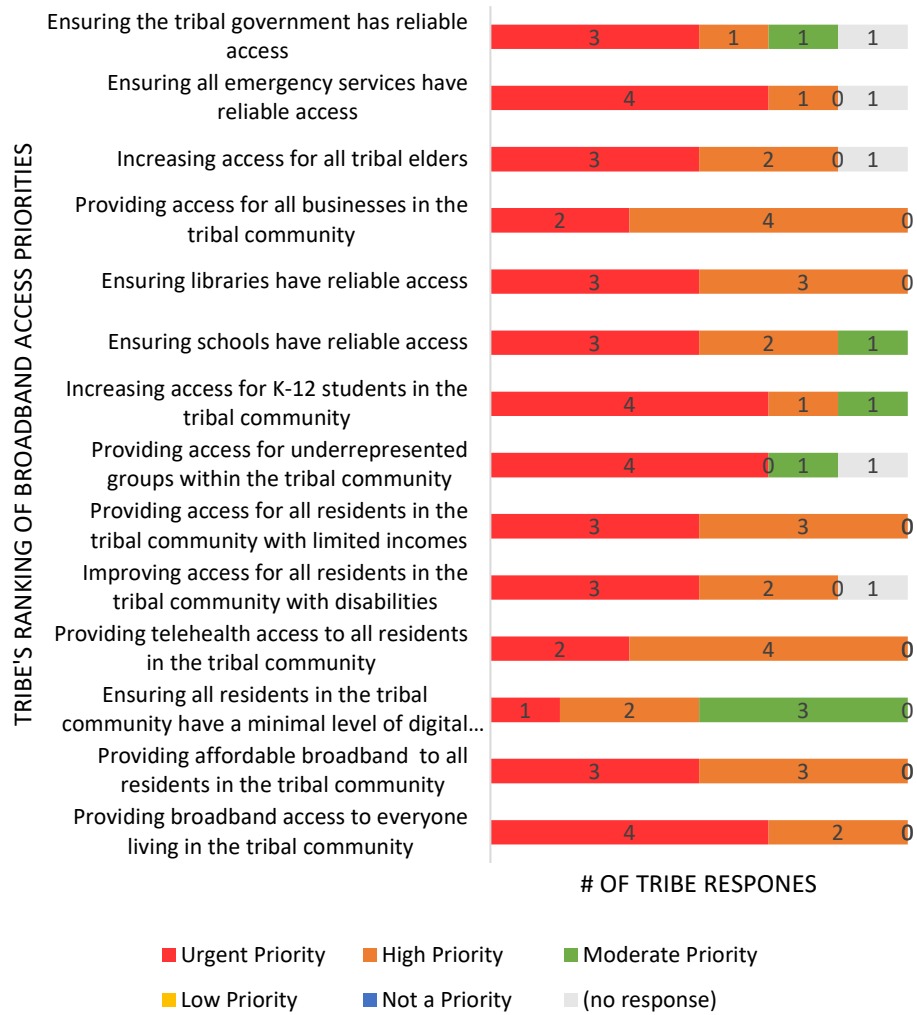 Ensuring the tribal government has reliable
access
3 1 1 1
Ensuring all emergency services have
reliable access
4 1 0 1
Increasing access for all tribal elders
3 2 0 1
Providing access for all businesses in the
tribal community
2 4 0
Ensuring libraries have reliable access
3 3 0
Ensuring schools have reliable access
3 2 1
Increasing access for K-12 students in the
tribal community
4 1 1
Providing access for underrepresented
groups within the tribal community
4 0 1 1
Providing access for all residents in the
tribal community with limited incomes
3 3 0
Improving access for all residents in the
tribal community with disabilities
3 2 0 1
Providing telehealth access to all residents
in the tribal community
2 4 0
Ensuring all residents in the tribal
community have a minimal level of digital...
1 2 3 0
Providing affordable broadband to all
residents in the tribal community
3 3 0
Providing broadband access to everyone
living in the tribal community
4 2 0
TRIBE'S RANKING OF BROADBAND ACCESS PRIORITIES
# OF TRIBE RESPONES
Urgent Priority High Priority Moderate Priority
Low Priority Not a Priority (no response)